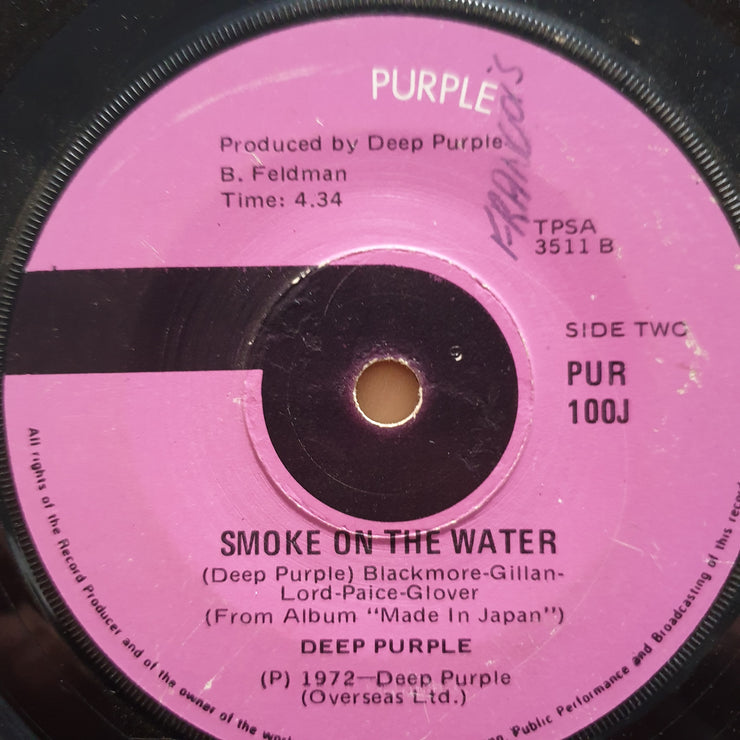 PURPLE
FRANCOIS
Produced by Deep Purple
B. Feldman
Time: 4.34
TPSA
3511 B
SIDE TWO
PUR
100J
SMOKE ON THE WATER
(Deep Purple) Blackmore-Gillan-
Lord-Paice-Glover
(From Album "Made In Japan")
DEEP PURPLE
(P) 1972—Deep Purple
(Overseas Ltd.)
All rights of the Record Producer and of the owner of the
Public Performance and Broadcasting of this